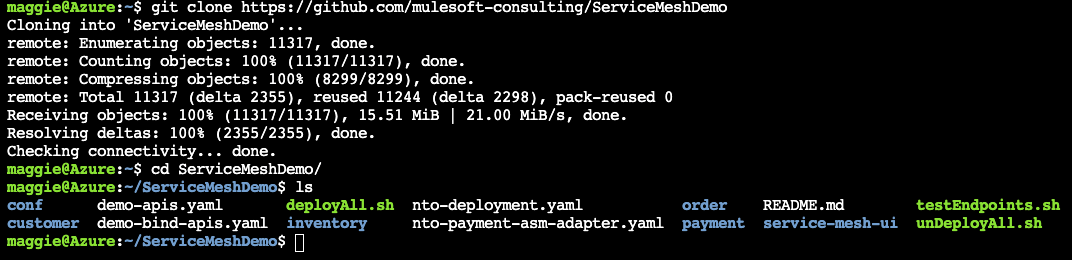 maggie@Azure:~$ git clone https://github.com/mulesoft-consulting/ServiceMeshDemo
Cloning into 'ServiceMeshDemo'...
remote: Enumerating objects: 11317, done.
remote: Counting objects: 100% (11317/11317), done.
remote: Compressing objects: 100% (8299/8299), done.
remote: Total 11317 (delta 2355), reused 11244 (delta 2298), pack-reused 0
Receiving objects: 100% (11317/11317), 15.51 MiB | 21.00 MiB/s, done.
Resolving deltas: 100% (2355/2355), done.
Checking connectivity... done.
maggie@Azure:~$ cd ServiceMeshDemo/
maggie@Azure:~/ServiceMeshDemo$ ls
conf demo-apis.yaml deployAll.sh nto-deployment.yaml order README.md testEndpoints.sh
customer demo-bind-apis.yaml inventory nto-payment-asm-adapter.yaml payment service-mesh-ui unDeployAll.sh
maggie@Azure:~/ServiceMeshDemo$